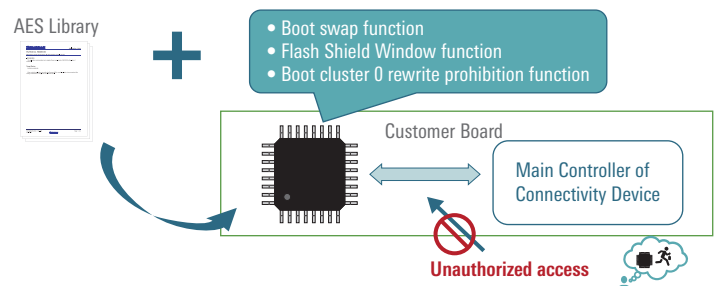 AES Library
• Boot swap function
• Flash Shield Window function
• Boot cluster 0 rewrite prohibition function
Customer Board
Main Controller of
Connectivity Device
Unauthorized access